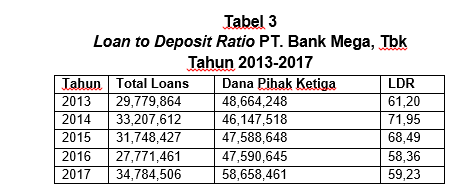 Tabel 3
Loan to Deposit Ratio PT. Bank Mega, Tbk
Tahun 2013-2017
Tahun Total Loans Dana Pihak Ketiga LDR
2013 29,779,864 48,664,248 61,20
2014 33,207,612 46,147,518 71,95
2015 31,748,427 47,588,648 68,49
2016 27,771,461 47,590,645 58,36
2017 34,784,506 58,658,461 59,23